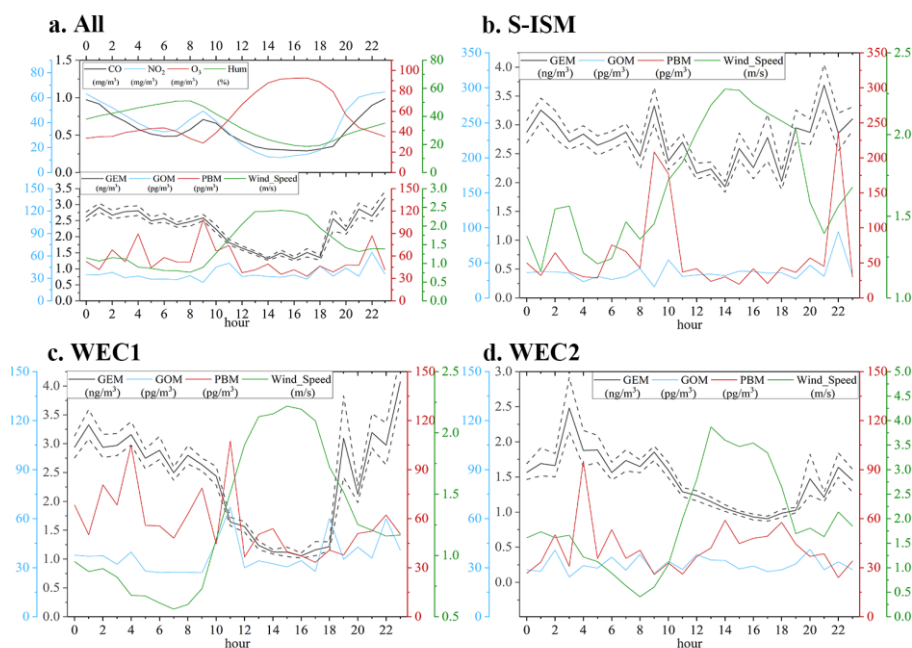 a. All
0 2 4 6 8 10 12 14 16 18 20 22
CO NO₂ O₃ Hum
(mg/m³) (mg/m³) (mg/m³) (%)
80 60 40 20 0
1.5 1.0 0.5 0.0
100 80 60 40 20 0
80 60 40 20 0
GEM GOM PBM Wind_Speed
(ng/m³) (pg/m³) (pg/m³) (m/s)
150 120 90 60 30 0
3.5 3.0 2.5 2.0 1.5 1.0 0.5 0.0
150 120 90 60 30 0
3.0 2.5 2.0 1.5 1.0 0.5 0.0
0 2 4 6 8 10 12 14 16 18 20 22
hour
b. S-ISM
GEM GOM PBM Wind_Speed
(ng/m³) (pg/m³) (pg/m³) (m/s)
350 300 250 200 150 100 50 0
4.0 3.5 3.0 2.5 2.0 1.5 1.0 0.5 0.0
350 300 250 200 150 100 50 0
2.5 2.0 1.5 1.0
0 2 4 6 8 10 12 14 16 18 20 22
hour
c. WEC1
GEM GOM PBM Wind_Speed
(ng/m³) (pg/m³) (pg/m³) (m/s)
150 120 90 60 30 0
4.0 3.5 3.0 2.5 2.0 1.5 1.0 0.5 0.0
150 120 90 60 30 0
2.5 2.0 1.5 1.0 0.5
0 2 4 6 8 10 12 14 16 18 20 22
hour
d. WEC2
GEM GOM PBM Wind_Speed
(ng/m³) (pg/m³) (pg/m³) (m/s)
150 120 90 60 30 0
3.0 2.5 2.0 1.5 1.0 0.5 0.0
150 120 90 60 30 0
5.0 4.5 4.0 3.5 3.0 2.5 2.0 1.5 1.0 0.5 0.0
0 2 4 6 8 10 12 14 16 18 20 22
hour